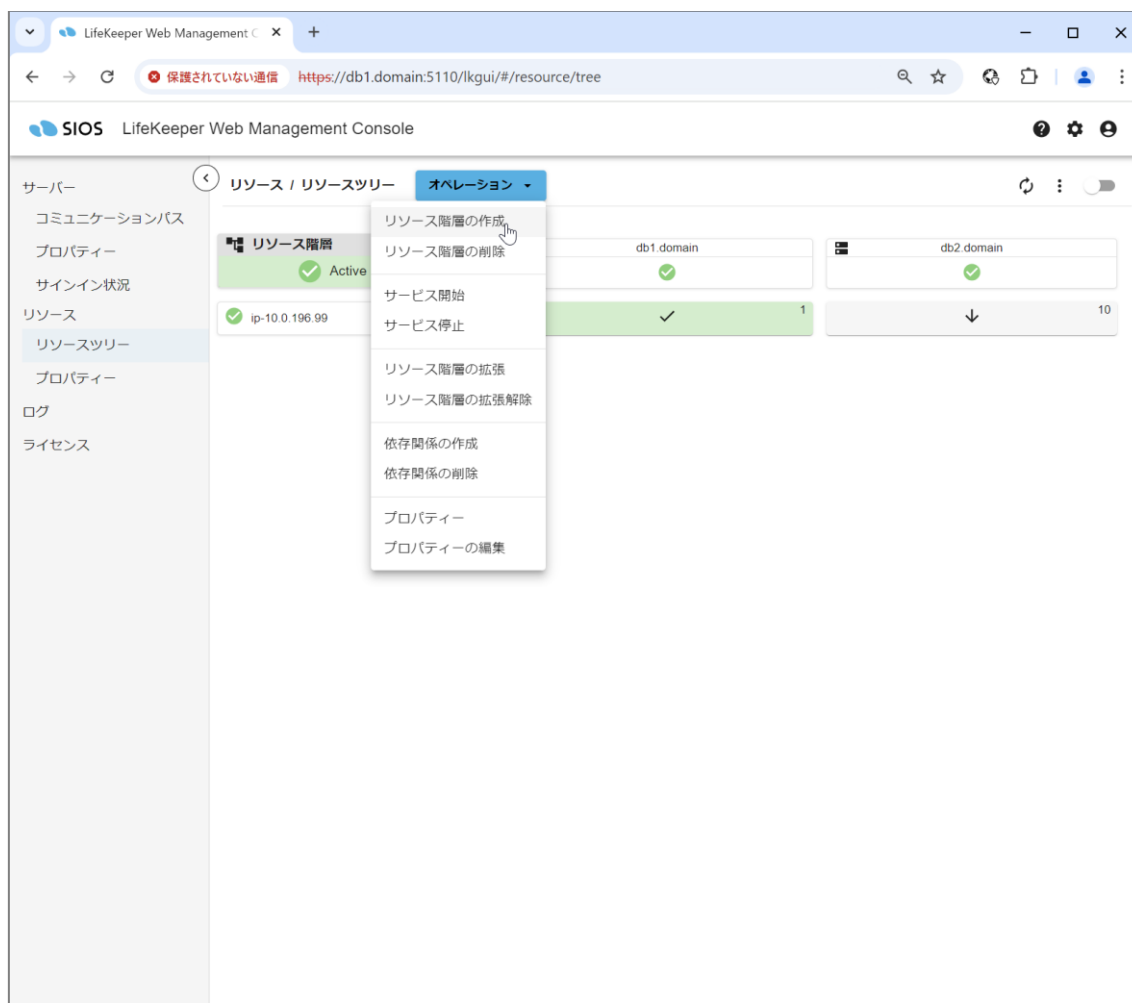 LifeKeeper Web Management C
保護されていない通信 https://db1.domain:5110/lkgui/#/resource/tree
SIOS LifeKeeper Web Management Console
サーバー
コミュニケーションパス
プロパティー
サインイン状況
リソース
リソースツリー
プロパティー
ログ
ライセンス
リソース / リソースツリー オペレーション
リソース階層の作成
リソース階層の削除
サービス開始
サービス停止
リソース階層の拡張
リソース階層の拡張解除
依存関係の作成
依存関係の削除
プロパティー
プロパティーの編集
リソース階層 db1.domain db2.domain
Active
ip-10.0.196.99 1 10